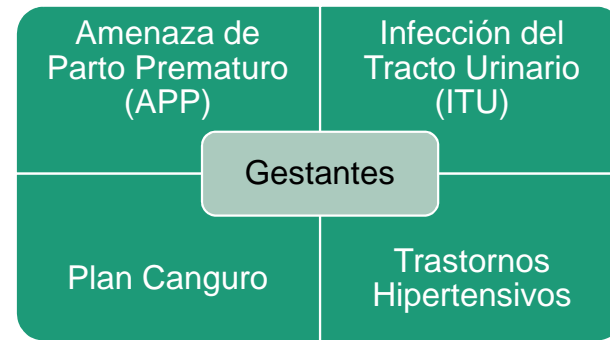 Amenaza de
Parto Prematuro
(APP)
Infección del
Tracto Urinario
(ITU)
Gestantes
Plan Canguro
Trastornos
Hipertensivos